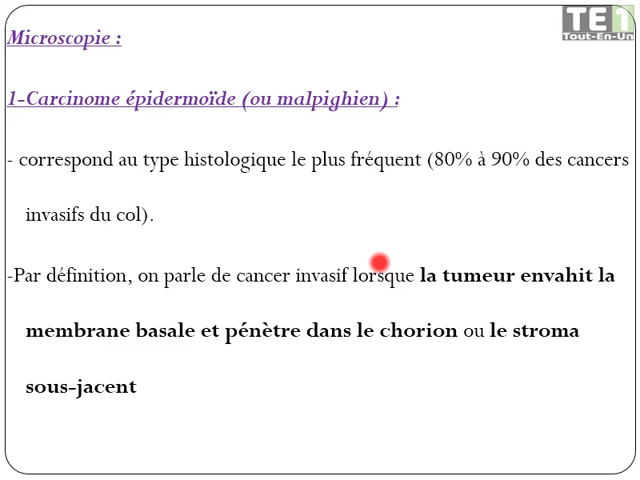 TE1
Tout-En-Un
Microscopie :
1-Carcinome épidermoïde (ou malpighien) :
- correspond au type histologique le plus fréquent (80% à 90% des cancers
invasifs du col).
-Par définition, on parle de cancer invasif lorsque la tumeur envahit la
membrane basale et pénètre dans le chorion ou le stroma
sous-jacent